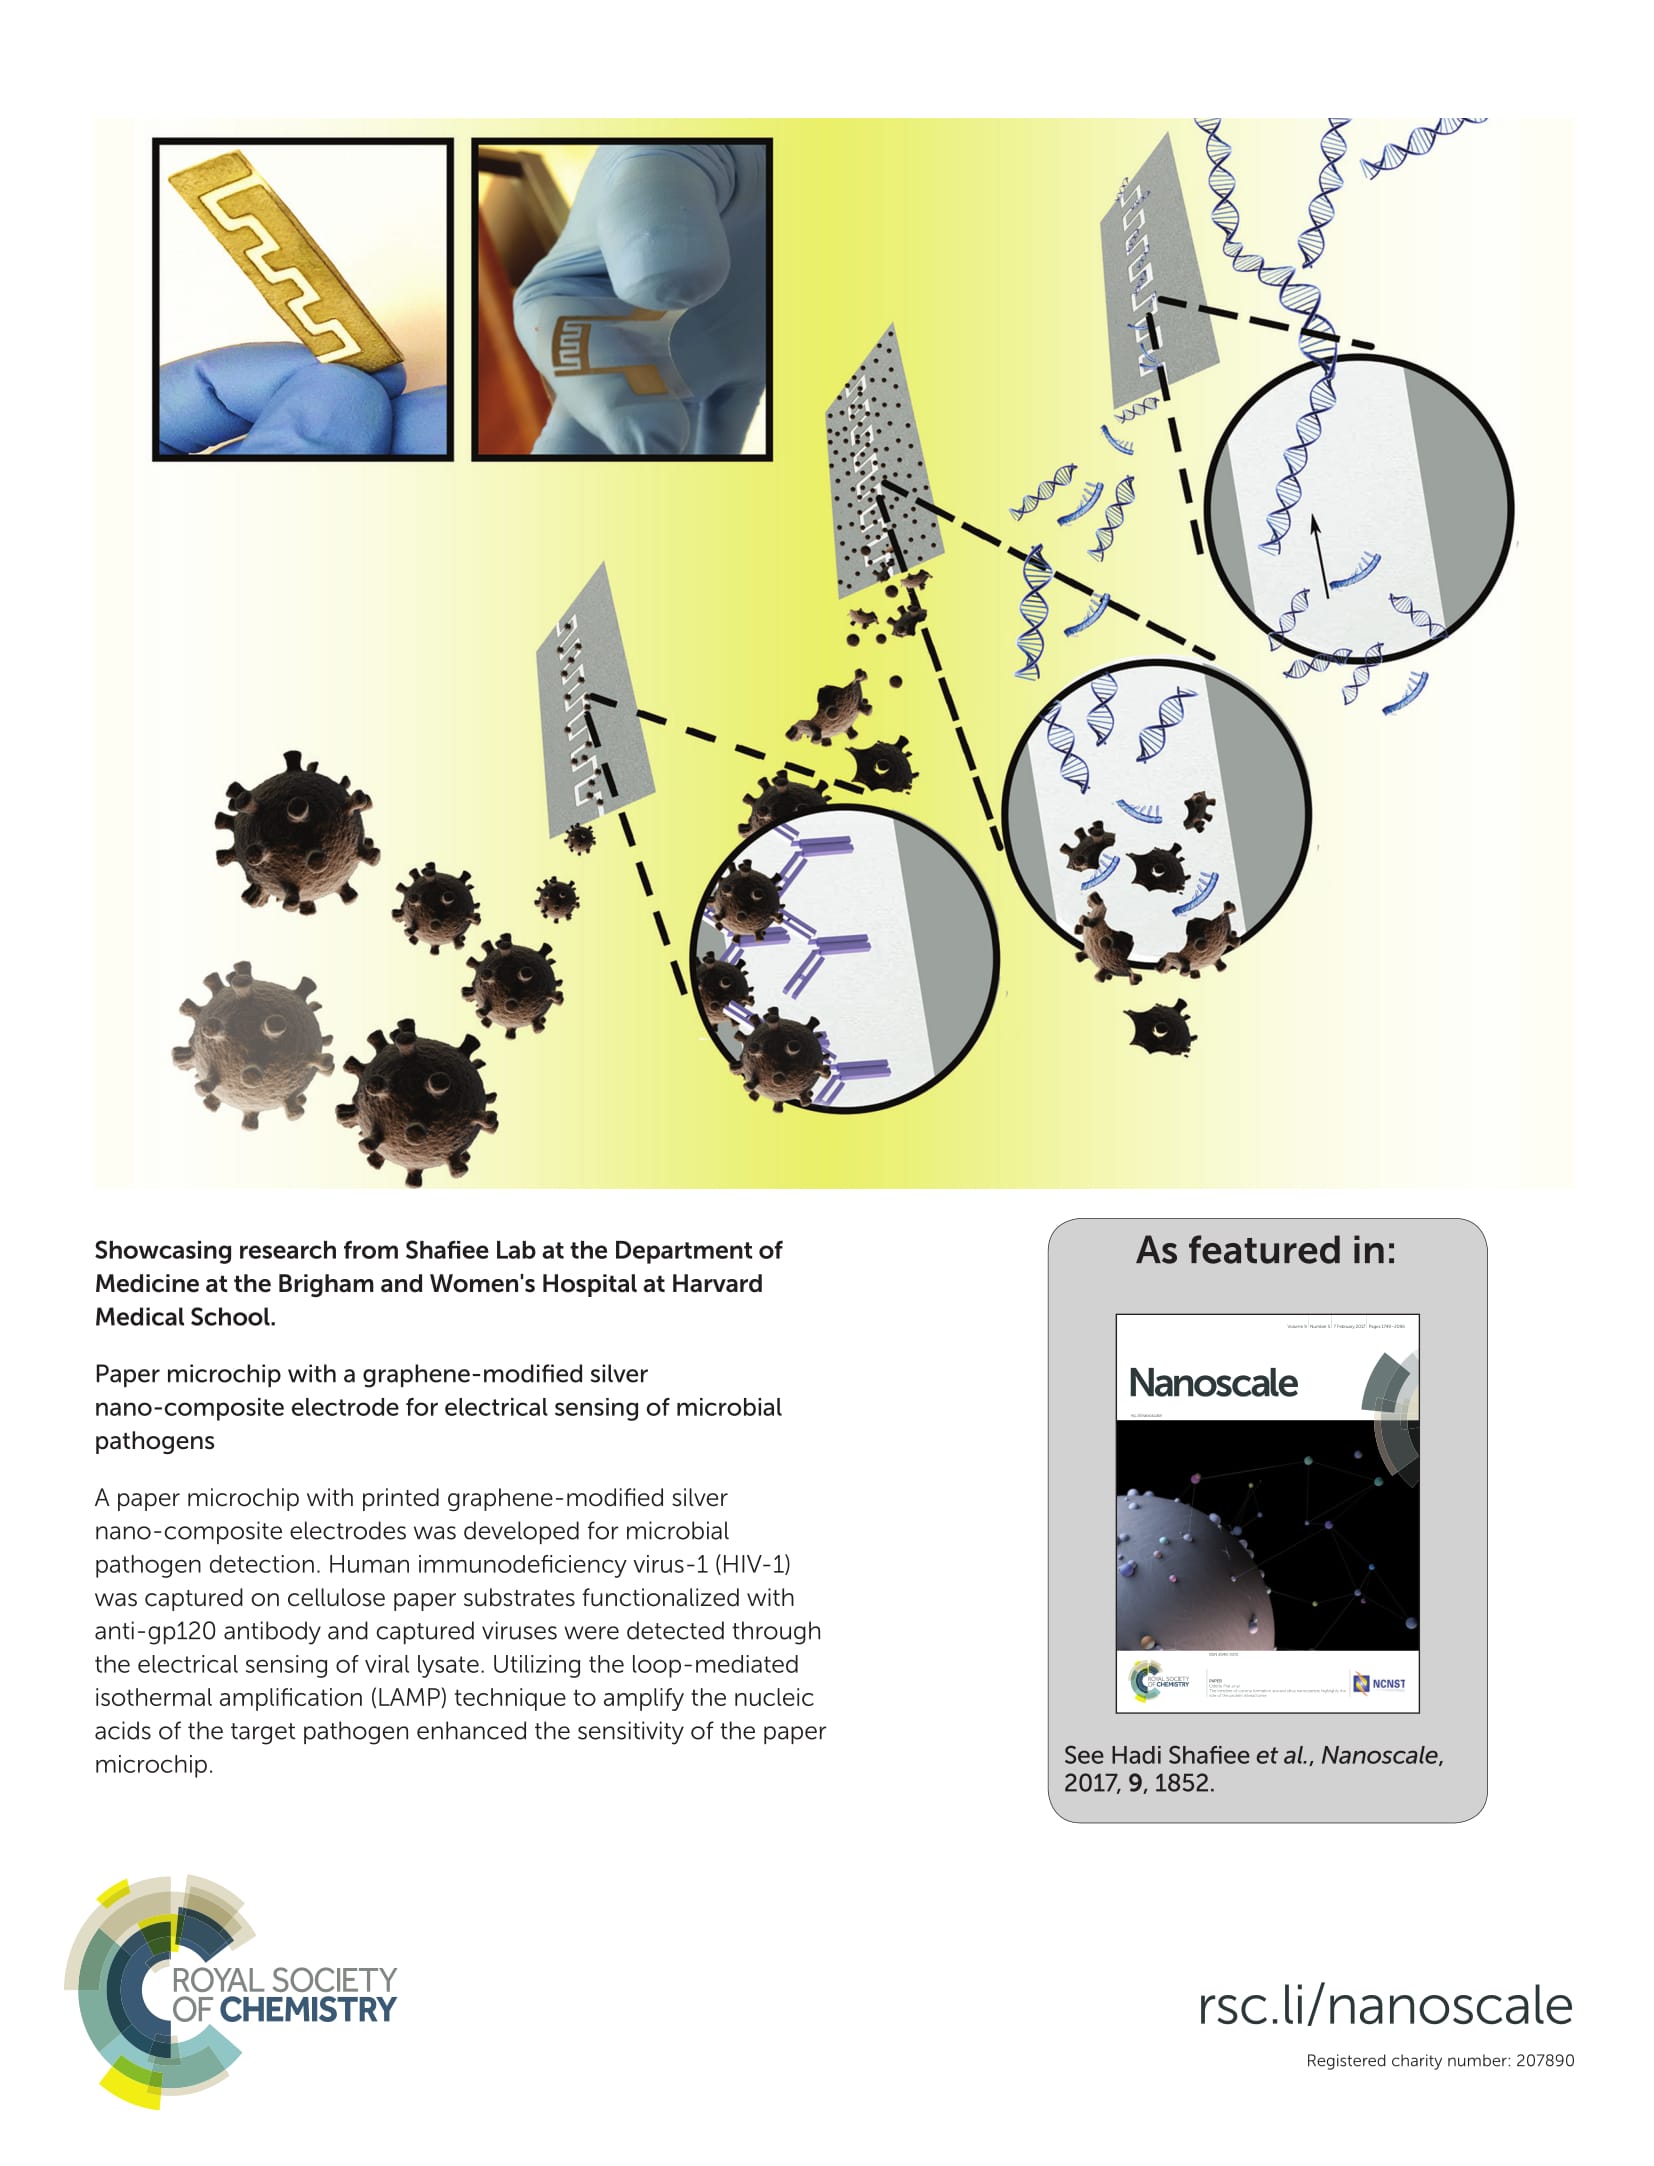 Showcasing research from Shafiee Lab at the Department of
Medicine at the Brigham and Women's Hospital at Harvard
Medical School.
Paper microchip with a graphene-modified silver
nano-composite electrode for electrical sensing of microbial
pathogens
A paper microchip with printed graphene-modified silver
nano-composite electrodes was developed for microbial
pathogen detection. Human immunodeficiency virus-1 (HIV-1)
was captured on cellulose paper substrates functionalized with
anti-gp120 antibody and captured viruses were detected through
the electrical sensing of viral lysate. Utilizing the loop-mediated
isothermal amplification (LAMP) technique to amplify the nucleic
acids of the target pathogen enhanced the sensitivity of the paper
microchip.
As featured in:
Volume 9 Number 5 7 February 2017 Pages
Nanoscale
rsc.li/nanoscale
ROYAL SOCIETY
OF CHEMISTRY
PAPER
NCNST
See Hadi Shafiee et al., Nanoscale,
2017, 9, 1852.
ROYAL SOCIETY
OF CHEMISTRY
rsc.li/nanoscale
Registered charity number: 207890